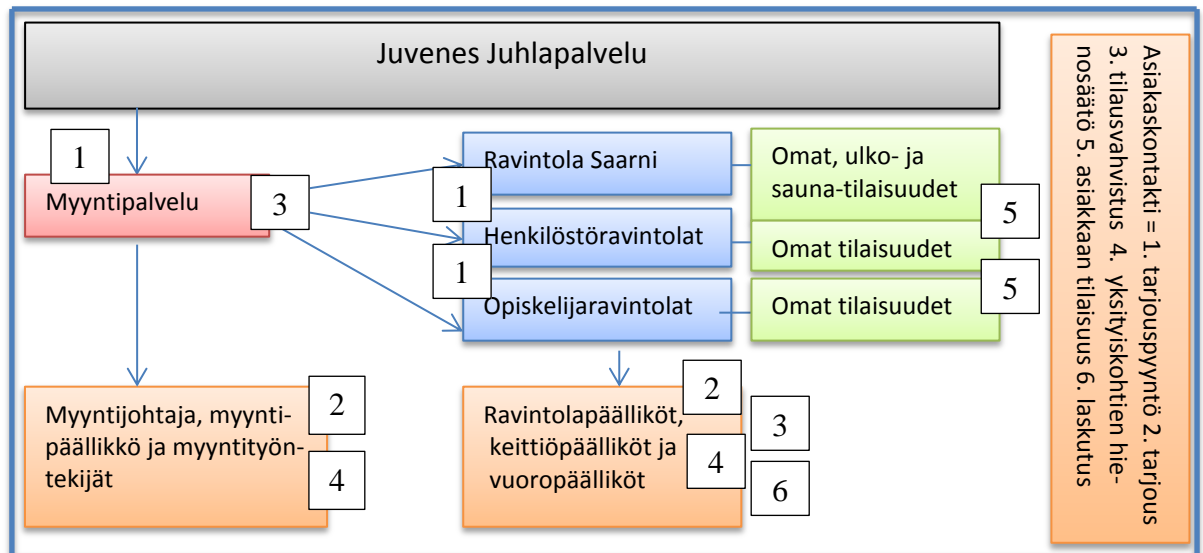 Juvenes Juhlapalvelu
1
Myyntipalvelu
3
Ravintola Saarni
1
Henkilöstöravintolat
1
Opiskelijaravintolat
Omat, ulko- ja
sauna-tilaisuudet
5
Omat tilaisuudet
5
Omat tilaisuudet
Myyntijohtaja, myynti-
päällikkö ja myyntityön-
tekijät
2
4
Ravintolapäälliköt,
keittiöpäälliköt ja
vuoropäälliköt
2
3
4
6
Asiakaskontakti = 1. tarjouspyyntö 2. tarjous
3. tilausvahvistus 4. yksityiskohtien hie-
nosäätö 5. asiakkaan tilaisuus 6. laskutus